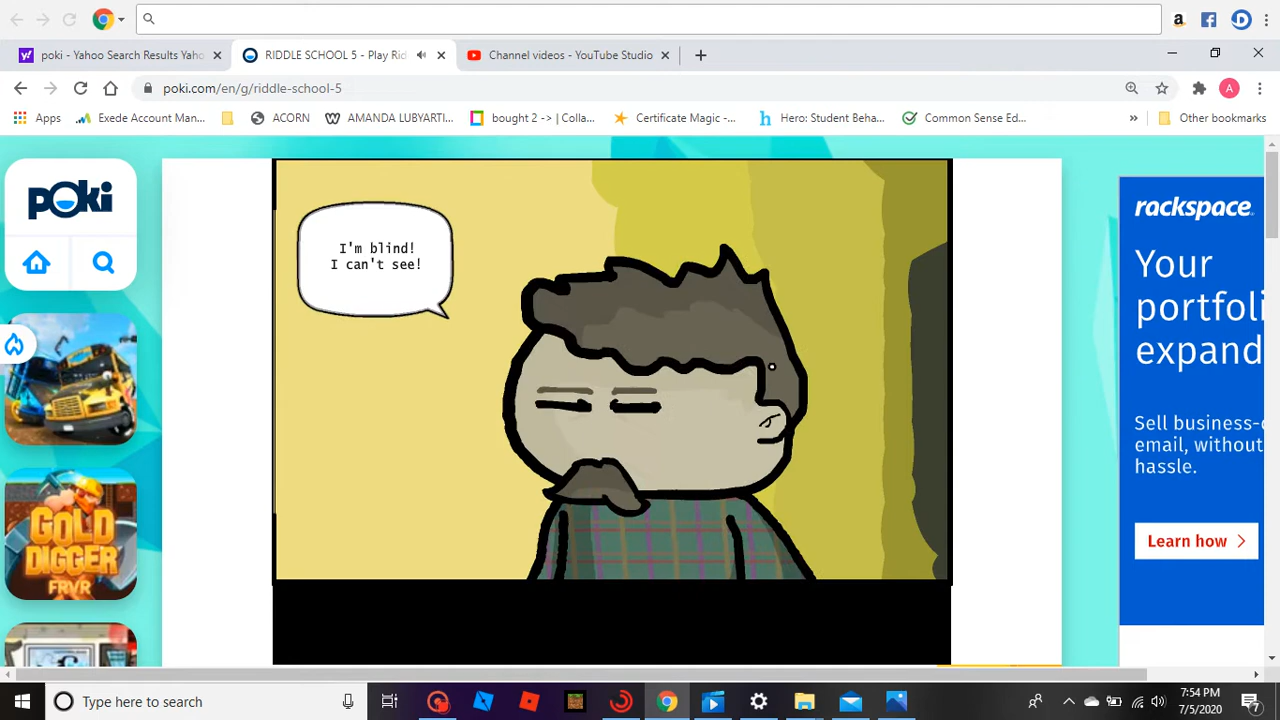 poki - Yahoo Search Results Yaho
RIDDLE SCHOOL 5 - Play Rid
Channel videos - YouTube Studio
poki.com/en/g/riddle-school-5
Apps
Exede Account Man...
ACORN
AMANDA LUBYARTI...
bought 2 -> | Colla...
Certificate Magic -...
Hero: Student Beha...
Common Sense Ed...
»
Other bookmarks
A
POKI
I'm blind!
I can't see!
GOLD
DIGGER
FRVR
rackspace.
Your
portfoli
expand
Sell business-c
email, without
hassle.
Learn how
Type here to search
7:54 PM
7/5/2020
7